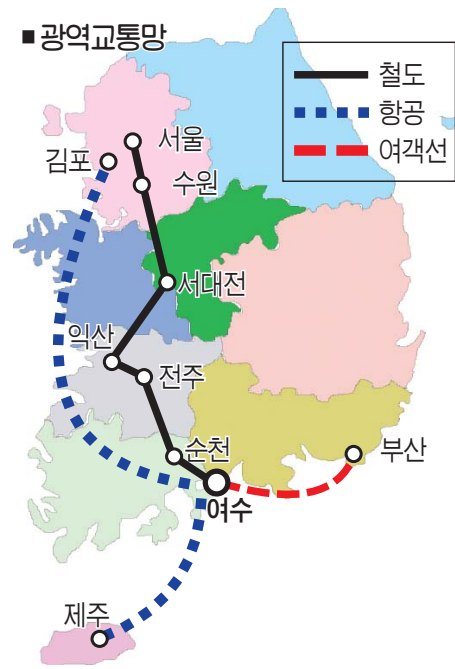 ■ 광역교통망
철도
항공
여객선
서울
김포
수원
서대전
익산
전주
순천
부산
여수
제주